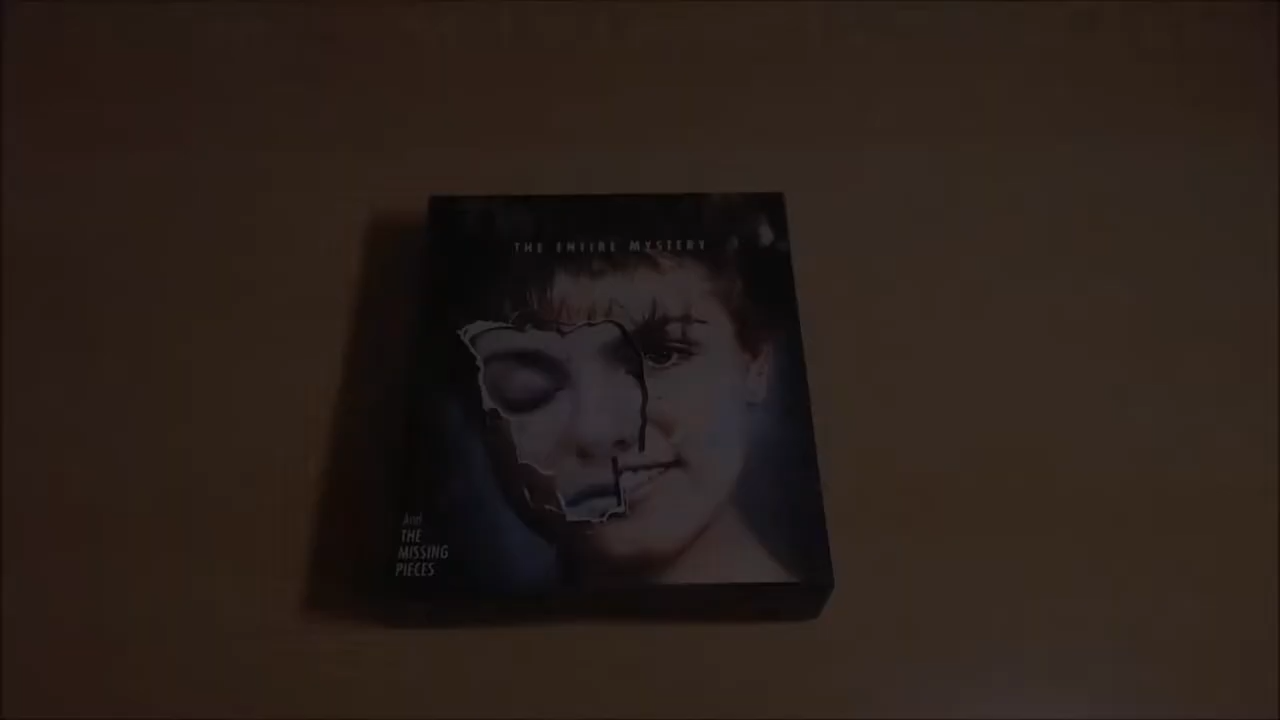 THE ENTIRE MYSTERY
And
THE
MISSING
PIECES